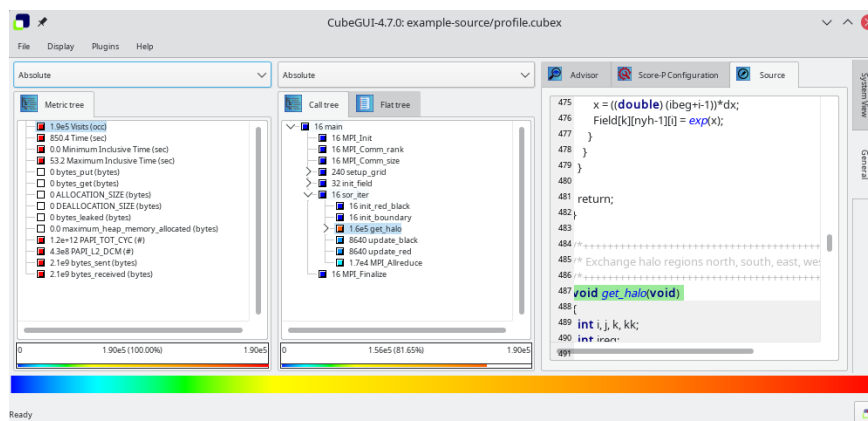 CubeGUI-4.7.0: example-source/profile.cubex
File Display Plugins Help
Absolute
Metric tree
1.9e5 Visits (occ)
850.4 Time (sec)
0.0 Minimum Inclusive Time (sec)
53.2 Maximum Inclusive Time (sec)
0 bytes_put (bytes)
0 bytes_get (bytes)
0 ALLOCATION_SIZE (bytes)
0 DEALLOCATION_SIZE (bytes)
0 bytes_leaked (bytes)
0.0 maximum_heap_memory_allocated (bytes)
1.2e+12 PAPI_TOT_CYC (#)
4.3e8 PAPI_L2_DCM (#)
2.1e9 bytes_sent (bytes)
2.1e9 bytes_received (bytes)
0 1.90e5 (100.00%) 1.90e5
Absolute
Call tree Flat tree
16 main
16 MPI_Init
16 MPI_Comm_rank
16 MPI_Comm_size
240 setup_grid
32 init_field
16 sor_iter
16 init_red_black
16 init_boundary
1.6e5 get_halo
8640 update_black
8640 update_red
1.7e4 MPI_Allreduce
16 MPI_Finalize
0 1.56e5 (81.65%) 1.90e5
Advisor Score-P Configuration Source
475 x = ((double) (ibeg+i-1))*dx;
476 Field[k][nyh-1][i] = exp(x);
477 }
478 }
479 }
480
481 return;
482 }
483
484 /*++++++++++++++++++++++++++++++++++
485 /* Exchange halo regions north, south, east, wes
486 /*++++++++++++++++++++++++++++++++++
487 void get_halo(void)
488 {
489 int i, j, k, kk;
490 int ireq;
491
System View
General
Ready